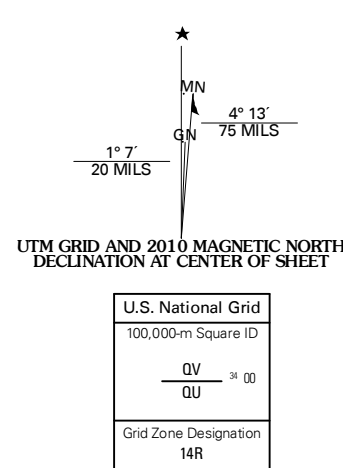 ★
MN
4° 13´
75 MILS
GN
1° 7´
20 MILS
UTM GRID AND 2010 MAGNETIC NORTH
DECLINATION AT CENTER OF SHEET
U.S. National Grid
100,000-m Square ID
QV
34 00
QU
Grid Zone Designation
14R